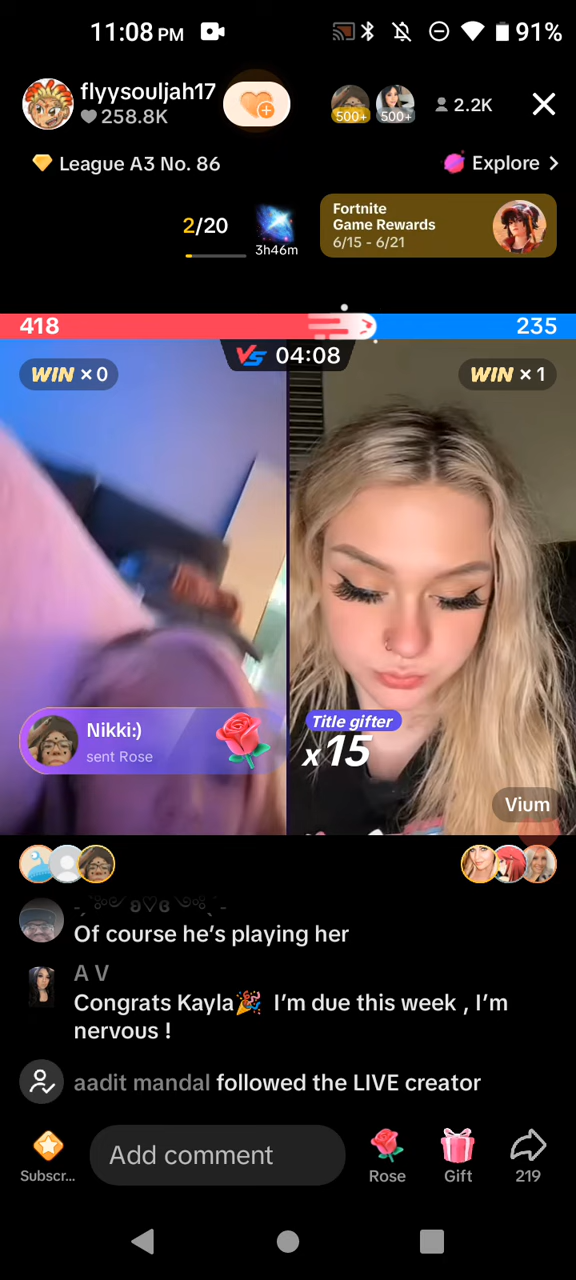 11:08 PM
91%
flyysouljah17
258.8K
500+
500+
2.2K
League A3 No. 86
Explore
2/20
3h46m
Fortnite
Game Rewards
6/15 - 6/21
418
235
VS 04:08
WIN x 0
WIN x 1
Nikki:)
sent Rose
Title gifter
x 15
Vium
Of course he's playing her
A V
Congrats Kayla🎉 I'm due this week , I'm
nervous !
aadit mandal followed the LIVE creator
Subscr...
Add comment
Rose
Gift
219